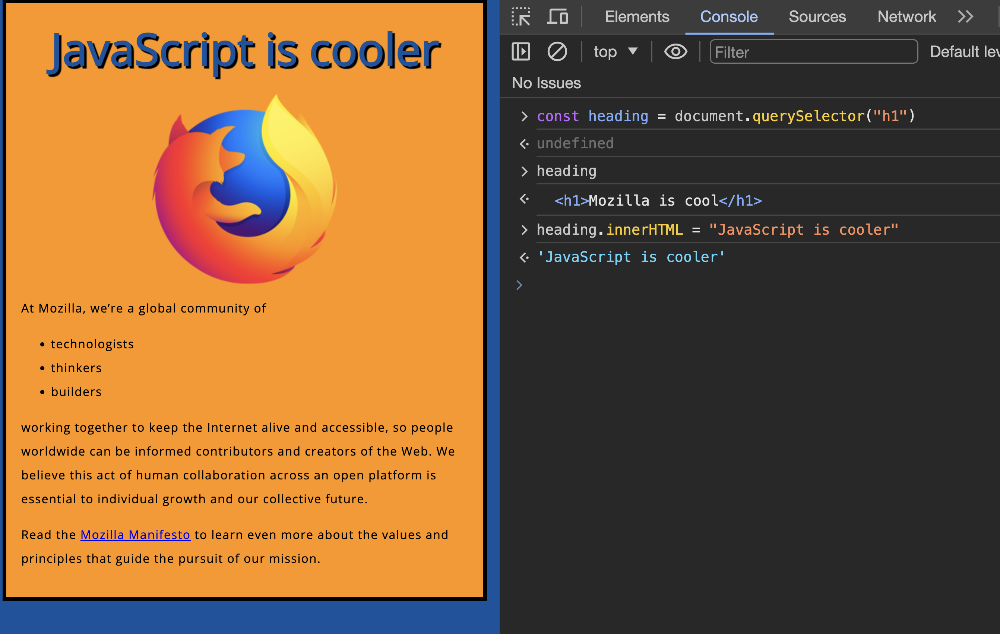 JavaScript is cooler
At Mozilla, we’re a global community of
technologists
thinkers
builders
working together to keep the Internet alive and accessible, so people
worldwide can be informed contributors and creators of the Web. We
believe this act of human collaboration across an open platform is
essential to individual growth and our collective future.
Read the Mozilla Manifesto to learn even more about the values and
principles that guide the pursuit of our mission.
Elements Console Sources Network
top Filter Default lev
No Issues
const heading = document.querySelector("h1")
undefined
heading
<h1>Mozilla is cool</h1>
heading.innerHTML = "JavaScript is cooler"
'JavaScript is cooler'